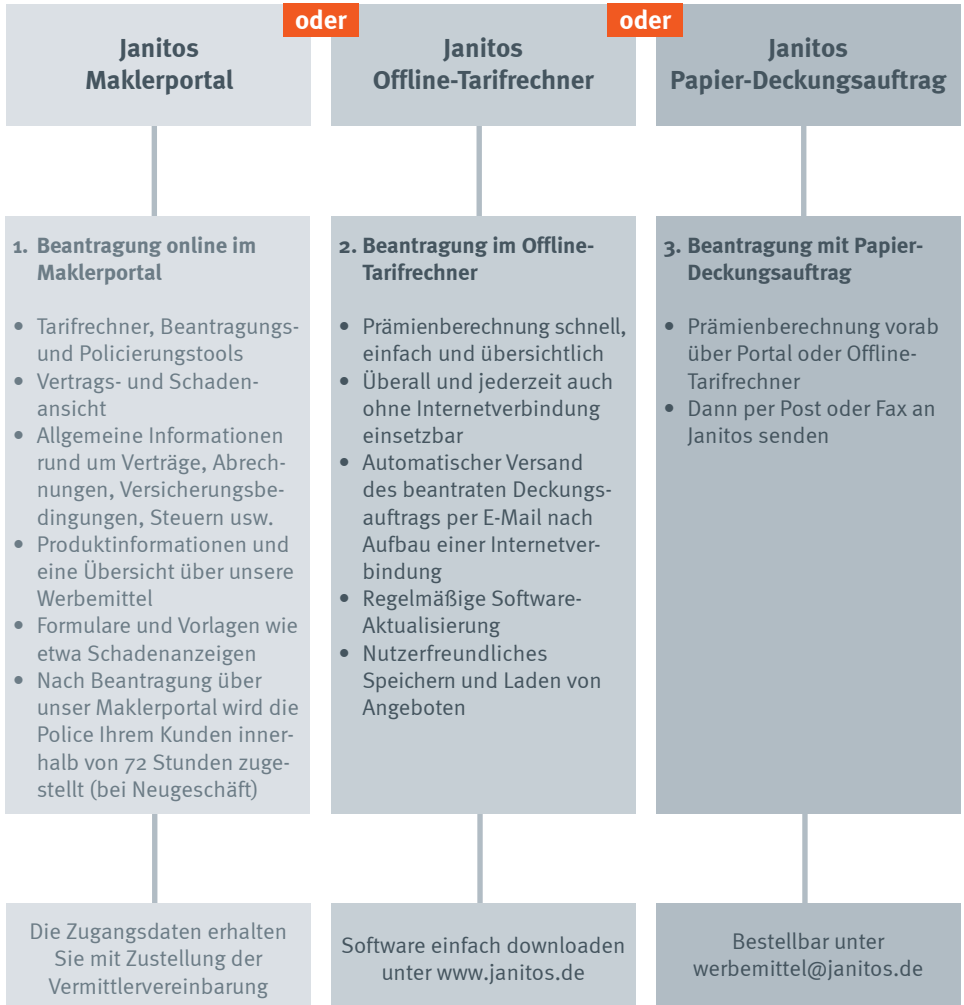 oder
oder
Janitos
Maklerportal
Janitos
Offline-Tarifrechner
Janitos
Papier-Deckungsauftrag
1. Beantragung online im
Maklerportal
• Tarifrechner, Beantragungs-
und Policierungstools
• Vertrags- und Schaden-
ansicht
• Allgemeine Informationen
rund um Verträge, Abrech-
nungen, Versicherungsbe-
dingungen, Steuern usw.
• Produktinformationen und
eine Übersicht über unsere
Werbemittel
• Formulare und Vorlagen wie
etwa Schadenanzeigen
• Nach Beantragung über
unser Maklerportal wird die
Police Ihrem Kunden inner-
halb von 72 Stunden zuge-
stellt (bei Neugeschäft)
2. Beantragung im Offline-
Tarifrechner
• Prämienberechnung schnell,
einfach und übersichtlich
• Überall und jederzeit auch
ohne Internetverbindung
einsetzbar
• Automatischer Versand
des beantraten Deckungs-
auftrags per E-Mail nach
Aufbau einer Internetver-
bindung
• Regelmäßige Software-
Aktualisierung
• Nutzerfreundliches
Speichern und Laden von
Angeboten
3. Beantragung mit Papier-
Deckungsauftrag
• Prämienberechnung vorab
über Portal oder Offline-
Tarifrechner
• Dann per Post oder Fax an
Janitos senden
Die Zugangsdaten erhalten
Sie mit Zustellung der
Vermittlervereinbarung
Software einfach downloaden
unter www.janitos.de
Bestellbar unter
werbemittel@janitos.de